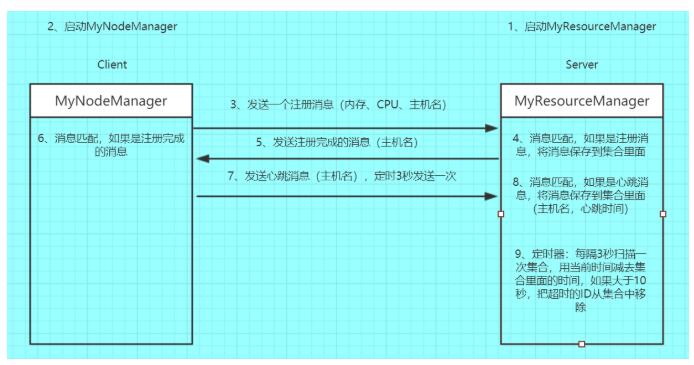 2、启动MyNodeManager
1、启动MyResourceManager
Client
Server
MyNodeManager
MyResourceManager
3、发送一个注册消息（内存、CPU、主机名）
6、消息匹配，如果是注册完成
的消息
5、发送注册完成的消息（主机名）
4、消息匹配，如果是注册消
息，将消息保存到集合里面
7、发送心跳消息（主机名），定时3秒发送一次
8、消息匹配，如果是心跳消
息，将消息保存到集合里面
（主机名，心跳时间）
9、定时器：每隔3秒扫描一
次集合，用当前时间减去集
合里面的时间，如果大于10
秒，把超时的ID从集合中移
除